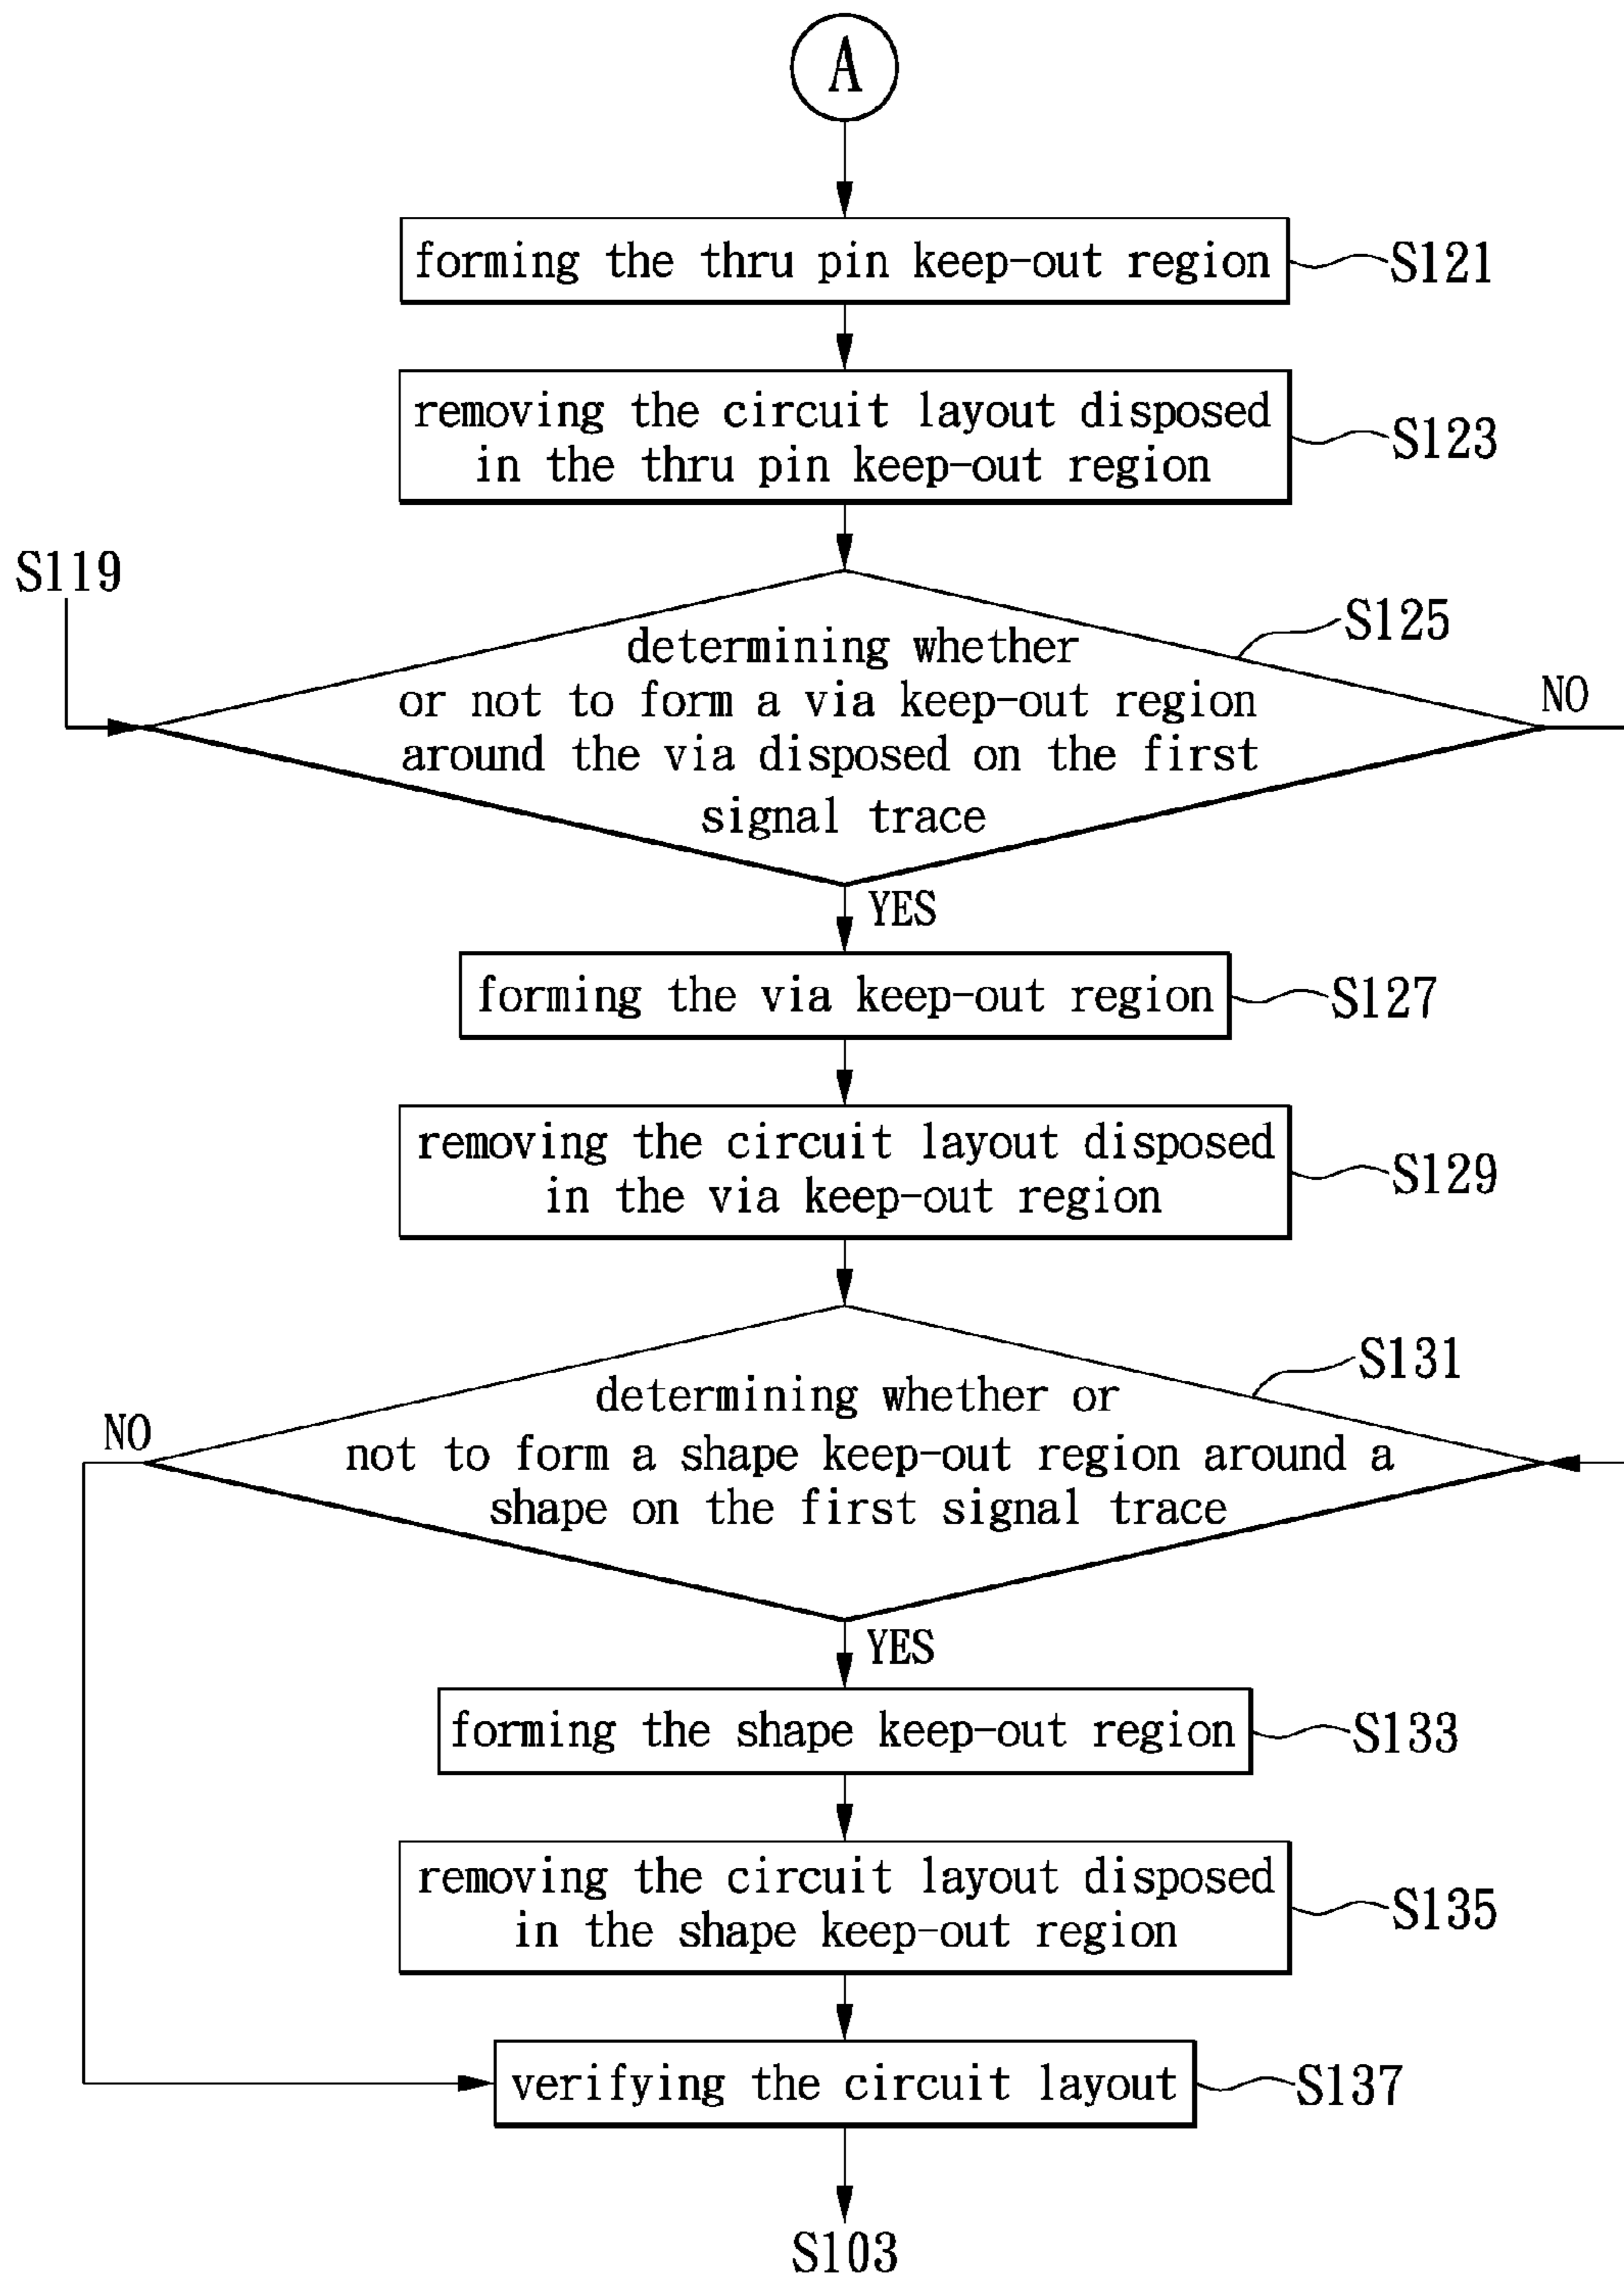 A
forming the thru pin keep-out region
S121
removing the circuit layout disposed
in the thru pin keep-out region
S123
S119
determining whether
or not to form a via keep-out region
around the via disposed on the first
signal trace
S125
NO
YES
forming the via keep-out region
S127
removing the circuit layout disposed
in the via keep-out region
S129
determining whether or
not to form a shape keep-out region around a
shape on the first signal trace
S131
NO
YES
forming the shape keep-out region
S133
removing the circuit layout disposed
in the shape keep-out region
S135
verifying the circuit layout
S137
S103